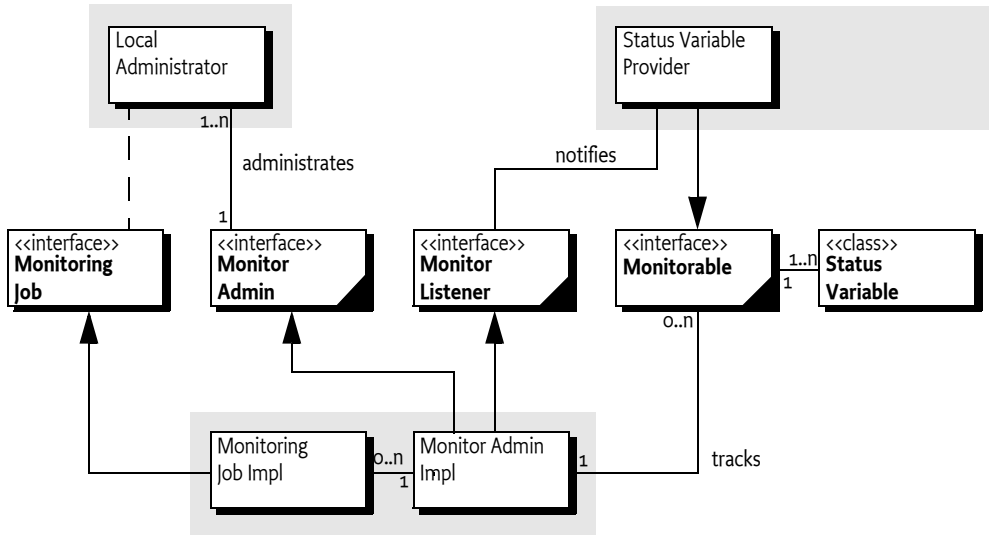 Local
Administrator
Status Variable
Provider
1..n
administrates
notifies
1
<<interface>>
Monitoring
Job
<<interface>>
Monitor
Admin
<<interface>>
Monitor
Listener
<<interface>>
Monitorable
1..n
1
<<class>>
Status
Variable
0..n
Monitoring
Job Impl
0..n
1
Monitor Admin
Impl
1
tracks